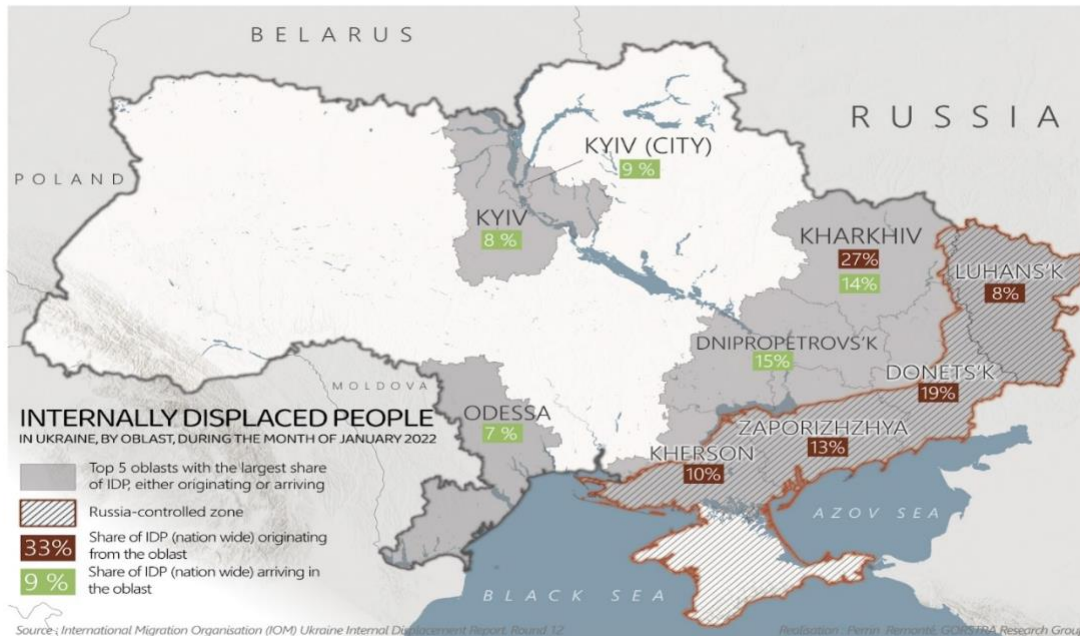 BELARUS
RUSSIA
KYIV (CITY)
9 %
POLAND
KYIV
8 %
KHARKHIV
27%
14%
LUHANS'K
8%
DNIPROPETROVS'K
15%
DONETS'K
19%
MOLDOVA
ODESSA
7 %
ZAPORIZHZHYA
13%
KHERSON
10%
AZOV SEA
BLACK SEA
INTERNALLY DISPLACED PEOPLE
IN UKRAINE, BY OBLAST, DURING THE MONTH OF JANUARY 2022
Top 5 oblasts with the largest share
of IDP, either originating or arriving
Russia-controlled zone
33%
Share of IDP (nation wide) originating
from the oblast
9 %
Share of IDP (nation wide) arriving in
the oblast
Source : International Migration Organisation (IOM) Ukraine Internal Displacement Report, Round 12
Realisation : Perrin Remonté,
Research Group